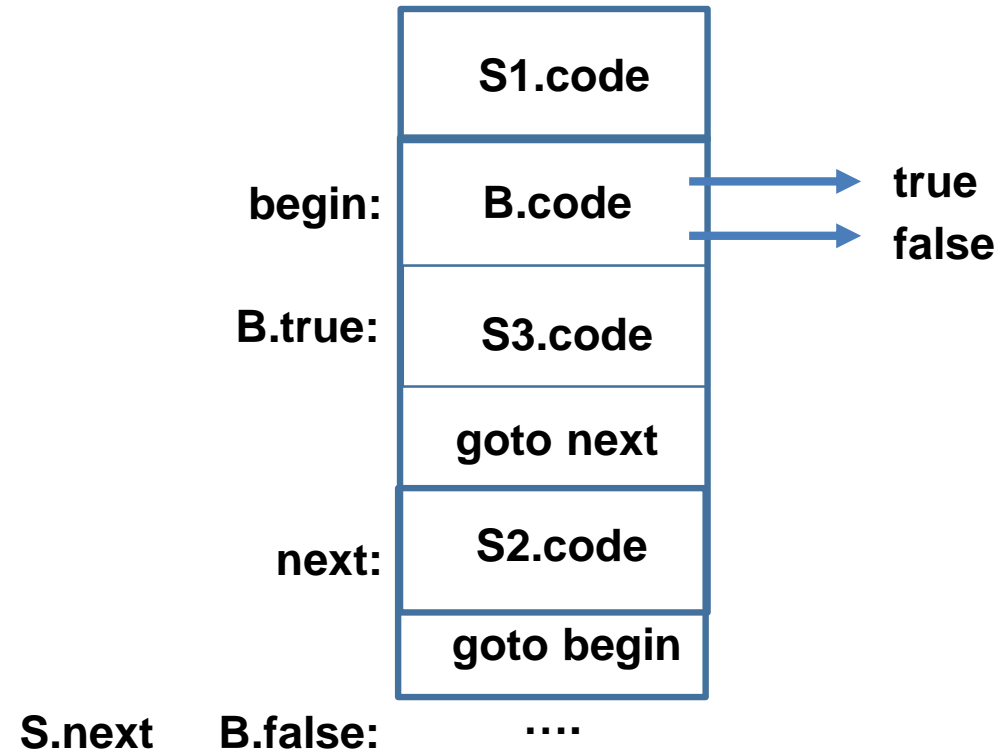 S1.code
begin: B.code true
false
B.true: S3.code
goto next
next: S2.code
goto begin
S.next B.false: ....